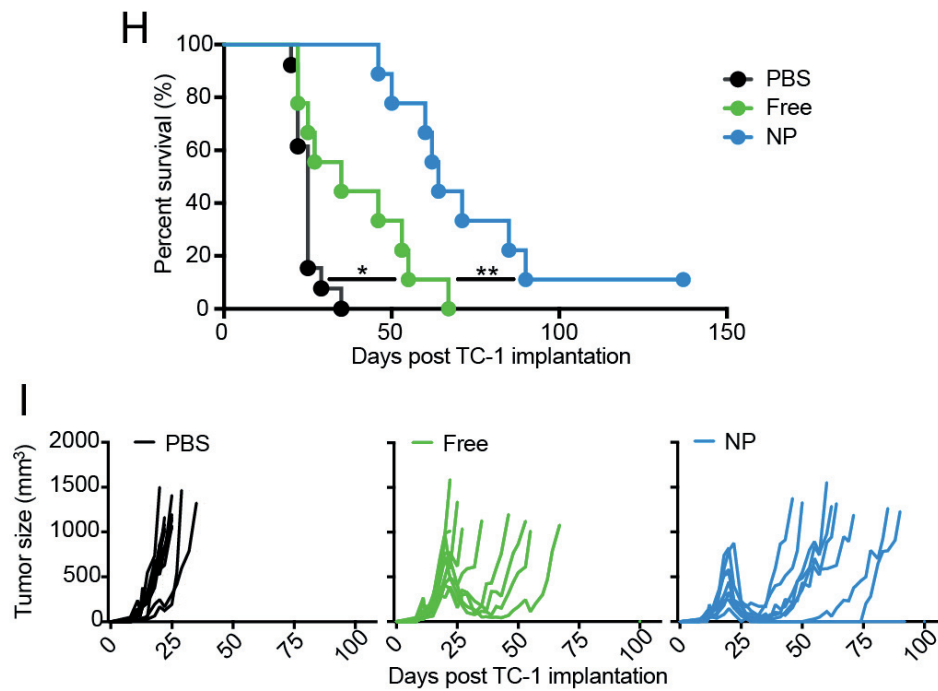 H
Percent survival (%)
100
80
60
40
20
0
* **
0 50 100 150
Days post TC-1 implantation
PBS
Free
NP
I
Tumor size (mm³)
2000
1500
1000
500
0
PBS
Free
NP
0 25 50 75 100
0 25 50 75 100
0 25 50 75 100
Days post TC-1 implantation